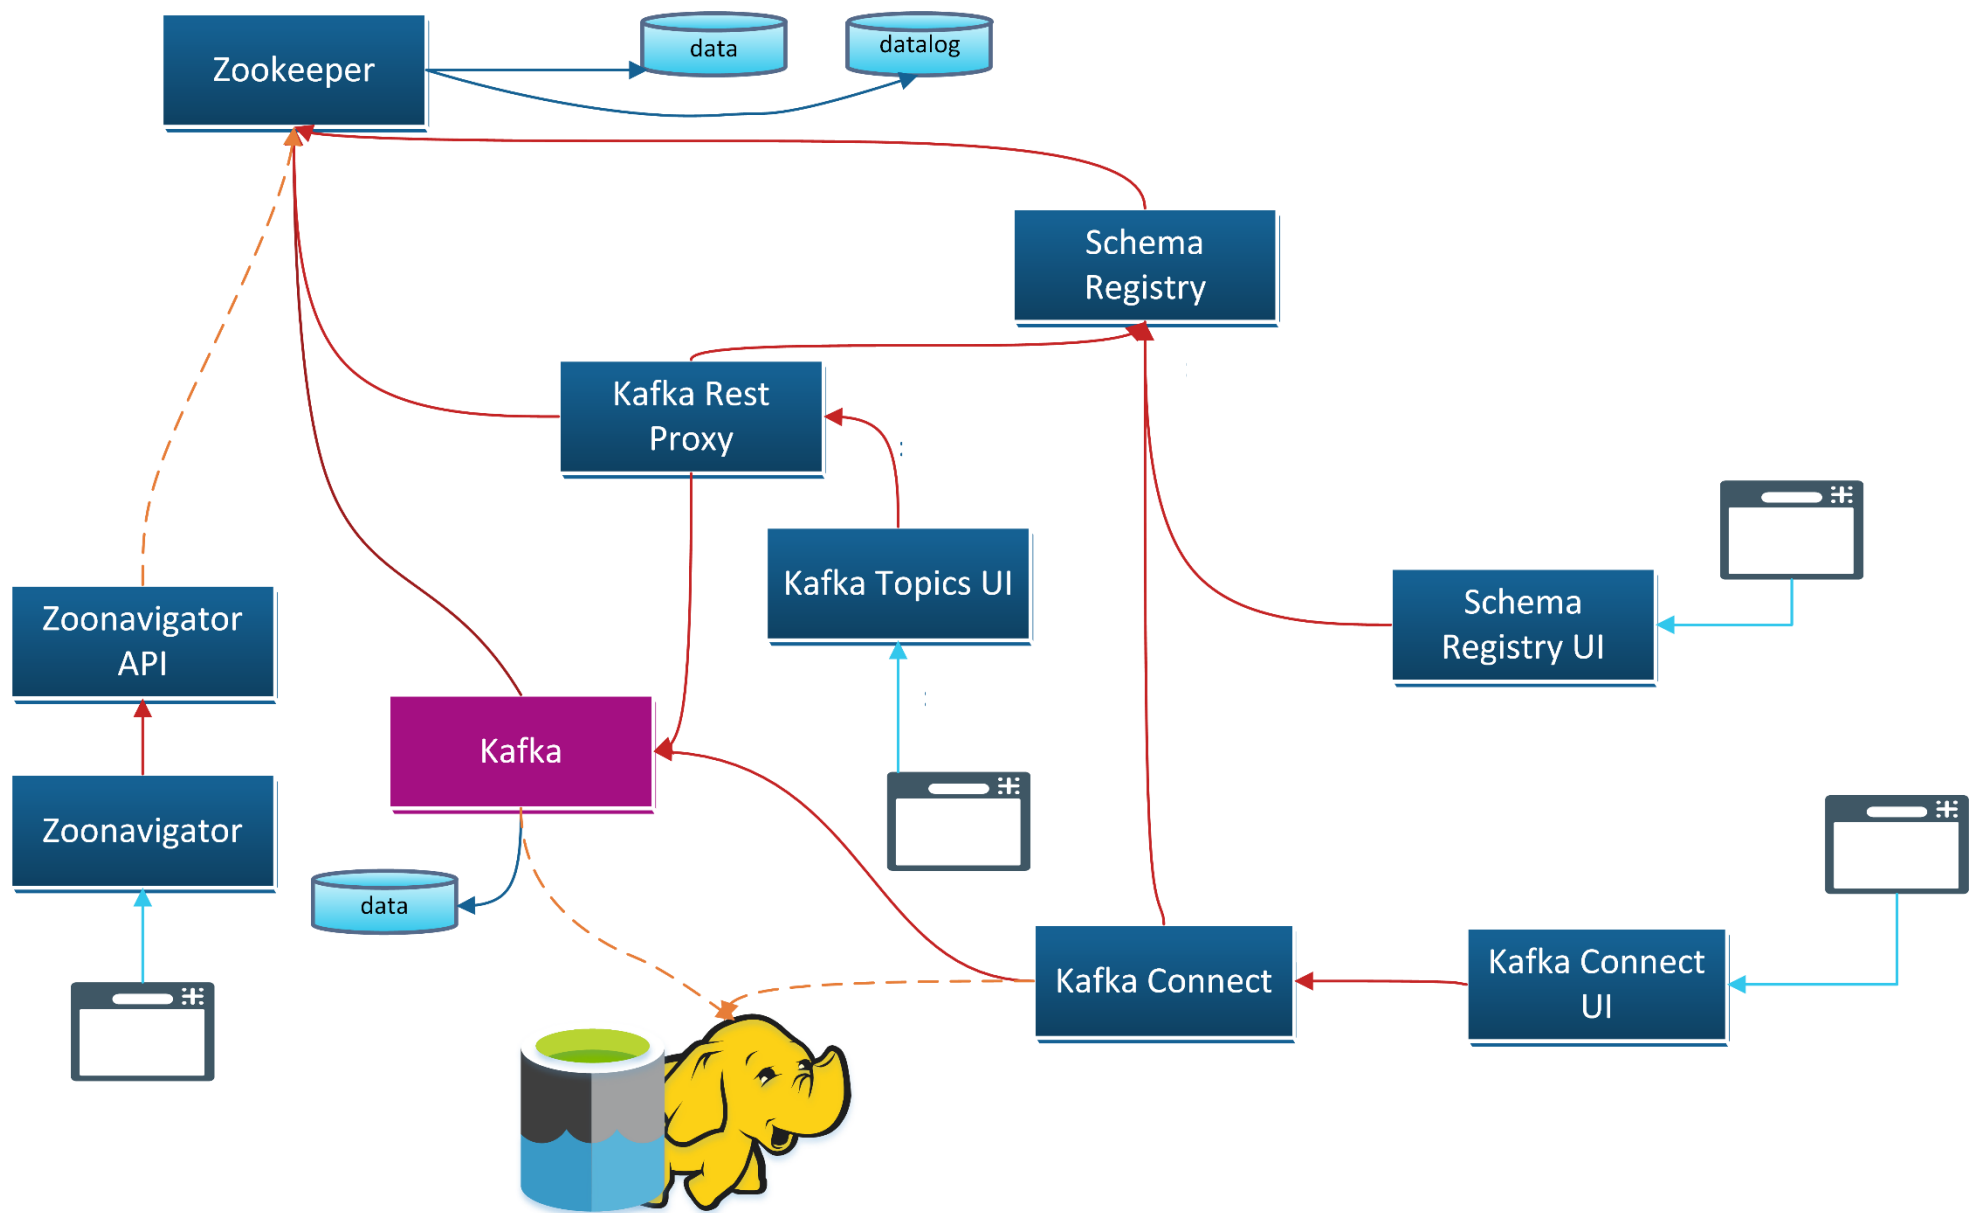 Zookeeper
data
datalog
Schema
Registry
Kafka Rest
Proxy
Kafka Topics UI
Schema
Registry UI
Zoonavigator
API
Kafka
Zoonavigator
data
Kafka Connect
Kafka Connect
UI